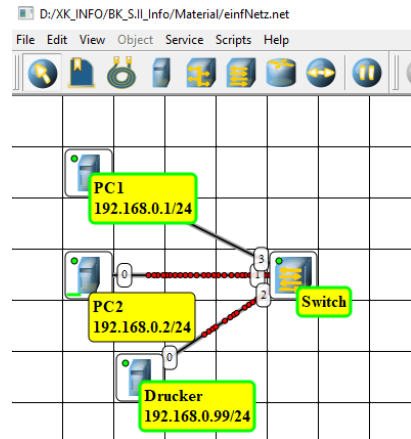 D:/XK_INFO/BK_S.II_Info/Material/einfNetz.net
File Edit View Object Service Scripts Help
PC1
192.168.0.1/24
3
0
1
Switch
2
PC2
192.168.0.2/24
0
Drucker
192.168.0.99/24